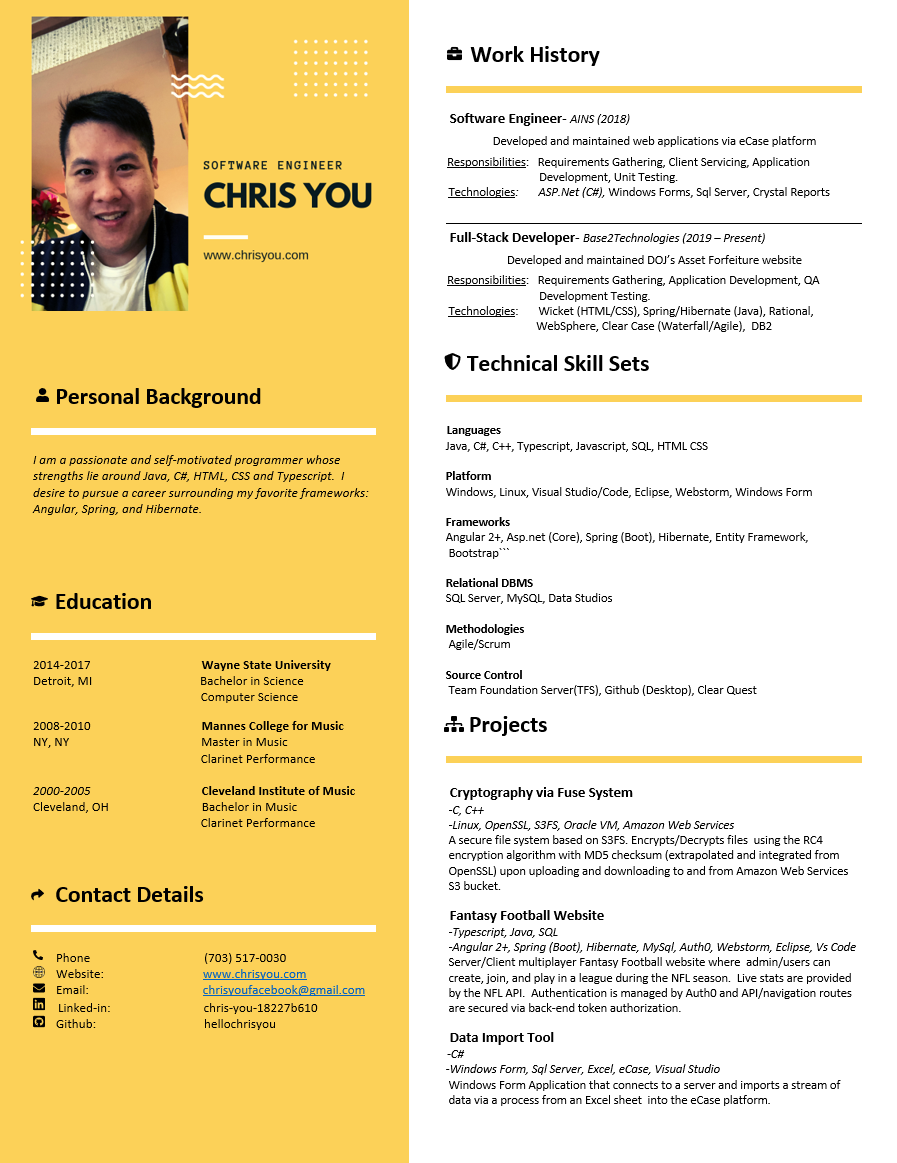 SOFTWARE ENGINEER
CHRIS YOU
www.chrisyou.com
Personal Background
I am a passionate and self-motivated programmer whose
strengths lie around Java, C#, HTML, CSS and Typescript. I
desire to pursue a career surrounding my favorite frameworks:
Angular, Spring, and Hibernate.
Education
2014-2017 Wayne State University
Detroit, MI Bachelor in Science
Computer Science
2008-2010 Mannes College for Music
NY, NY Master in Music
Clarinet Performance
2000-2005 Cleveland Institute of Music
Cleveland, OH Bachelor in Music
Clarinet Performance
Contact Details
Phone (703) 517-0030
Website: www.chrisyou.com
Email: chrisyoufacebook@gmail.com
Linked-in: chris-you-18227b610
Github: hellochrisyou
Work History
Software Engineer- AINS (2018)
Developed and maintained web applications via eCase platform
Responsibilities: Requirements Gathering, Client Servicing, Application
Development, Unit Testing.
Technologies: ASP.Net (C#), Windows Forms, Sql Server, Crystal Reports
Full-Stack Developer- Base2Technologies (2019 – Present)
Developed and maintained DOJ's Asset Forfeiture website
Responsibilities: Requirements Gathering, Application Development, QA
Development Testing.
Technologies: Wicket (HTML/CSS), Spring/Hibernate (Java), Rational,
WebSphere, Clear Case (Waterfall/Agile), DB2
Technical Skill Sets
Languages
Java, C#, C++, Typescript, Javascript, SQL, HTML CSS
Platform
Windows, Linux, Visual Studio/Code, Eclipse, Webstorm, Windows Form
Frameworks
Angular 2+, Asp.net (Core), Spring (Boot), Hibernate, Entity Framework,
Bootstrap```
Relational DBMS
SQL Server, MySQL, Data Studios
Methodologies
Agile/Scrum
Source Control
Team Foundation Server(TFS), Github (Desktop), Clear Quest
Projects
Cryptography via Fuse System
-C, C++
-Linux, OpenSSL, S3FS, Oracle VM, Amazon Web Services
A secure file system based on S3FS. Encrypts/Decrypts files using the RC4
encryption algorithm with MD5 checksum (extrapolated and integrated from
OpenSSL) upon uploading and downloading to and from Amazon Web Services
S3 bucket.
Fantasy Football Website
-Typescript, Java, SQL
-Angular 2+, Spring (Boot), Hibernate, MySql, Auth0, Webstorm, Eclipse, Vs Code
Server/Client multiplayer Fantasy Football website where admin/users can
create, join, and play in a league during the NFL season. Live stats are provided
by the NFL API. Authentication is managed by Auth0 and API/navigation routes
are secured via back-end token authorization.
Data Import Tool
-C#
-Windows Form, Sql Server, Excel, eCase, Visual Studio
Windows Form Application that connects to a server and imports a stream of
data via a process from an Excel sheet into the eCase platform.